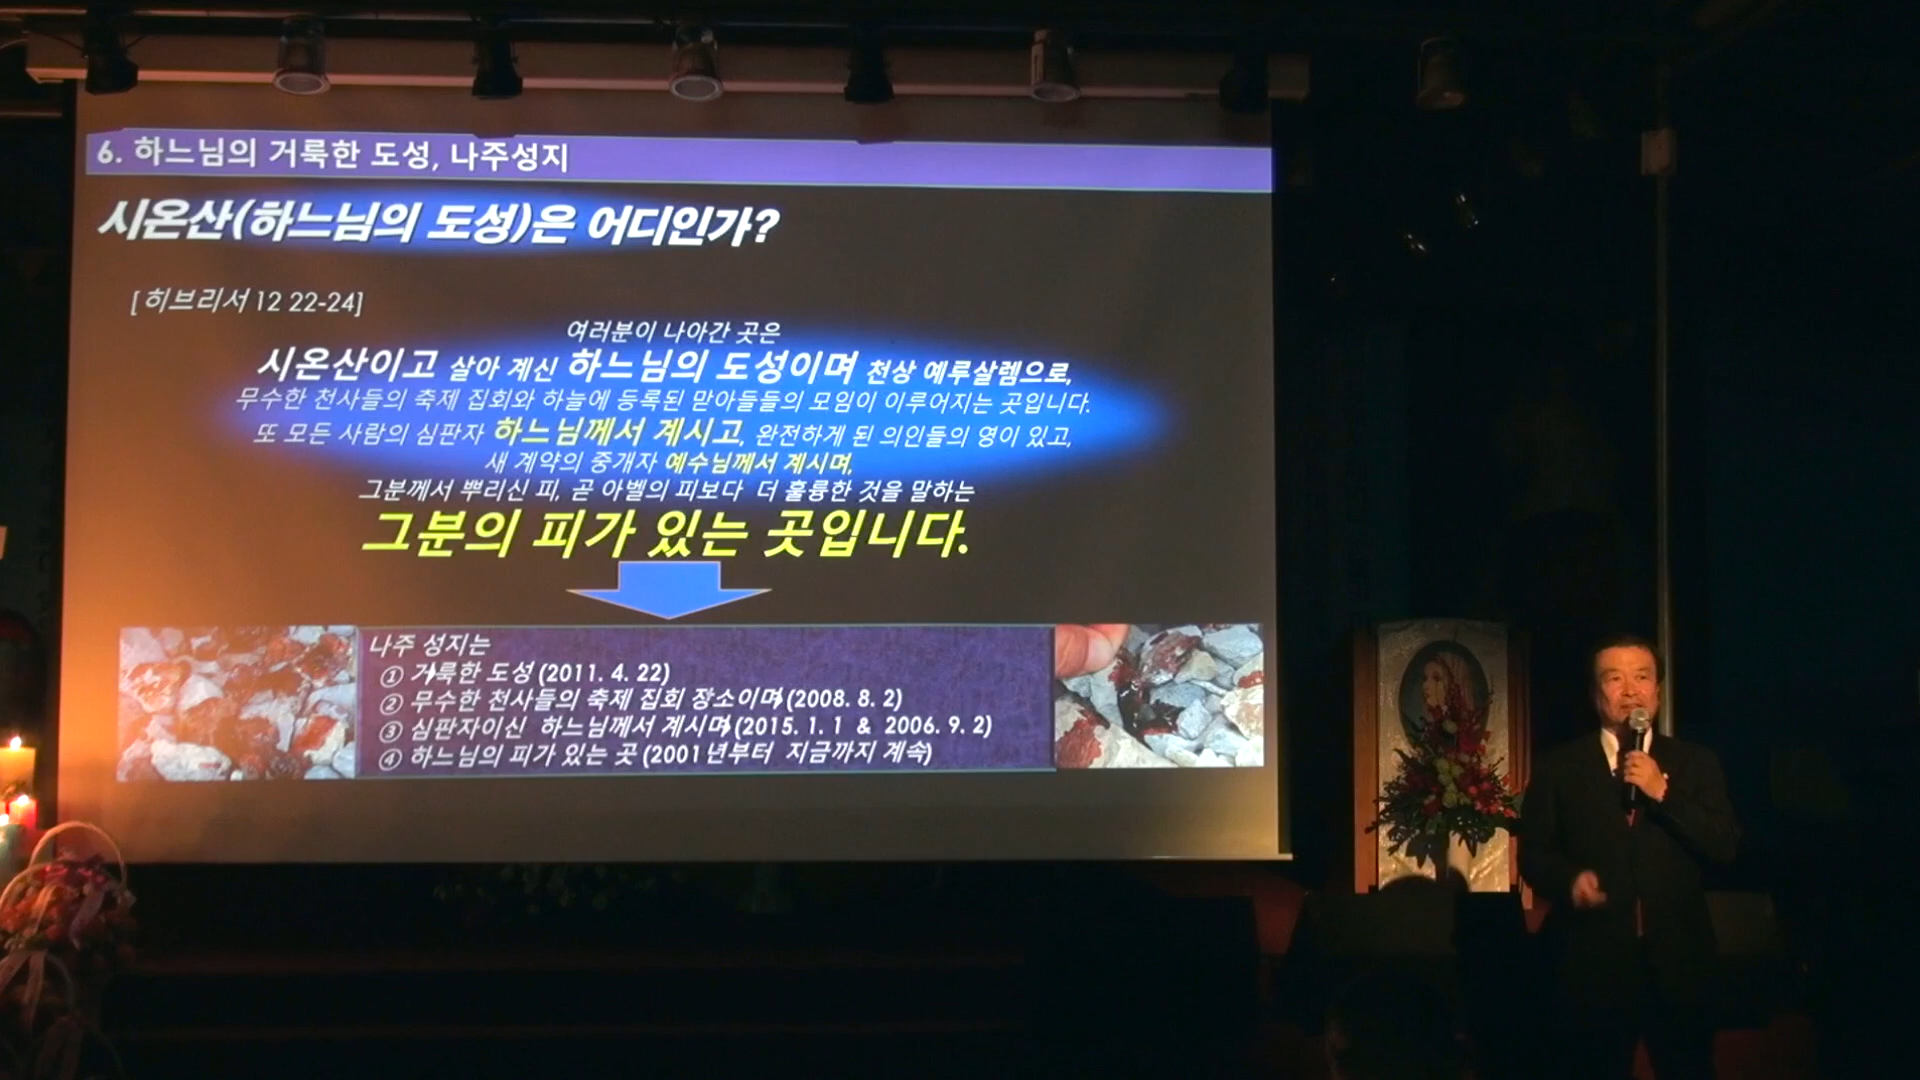 6. 하느님의 거룩한 도성, 나주성지
시온산(하느님의 도성)은 어디인가?
[ 히브리서 12 22-24]
여러분이 나아간 곳은
시온산이고 살아 계신 하느님의 도성이며 천상 예루살렘으로,
무수한 천사들의 축제 집회와 하늘에 등록된 맏아들들의 모임이 이루어지는 곳입니다.
또 모든 사람의 심판자 하느님께서 계시고, 완전하게 된 의인들의 영이 있고,
새 계약의 중개자 예수님께서 계시며,
그분께서 뿌리신 피, 곧 아벨의 피보다 더 훌륭한 것을 말하는
그분의 피가 있는 곳입니다.
나주 성지는
① 거룩한 도성 (2011. 4. 22)
② 무수한 천사들의 축제 집회 장소이며 (2008. 8. 2)
③ 심판자이신 하느님께서 계시며 (2015. 1. 1 & 2006. 9. 2)
④ 하느님의 피가 있는 곳 (2001년부터 지금까지 계속)